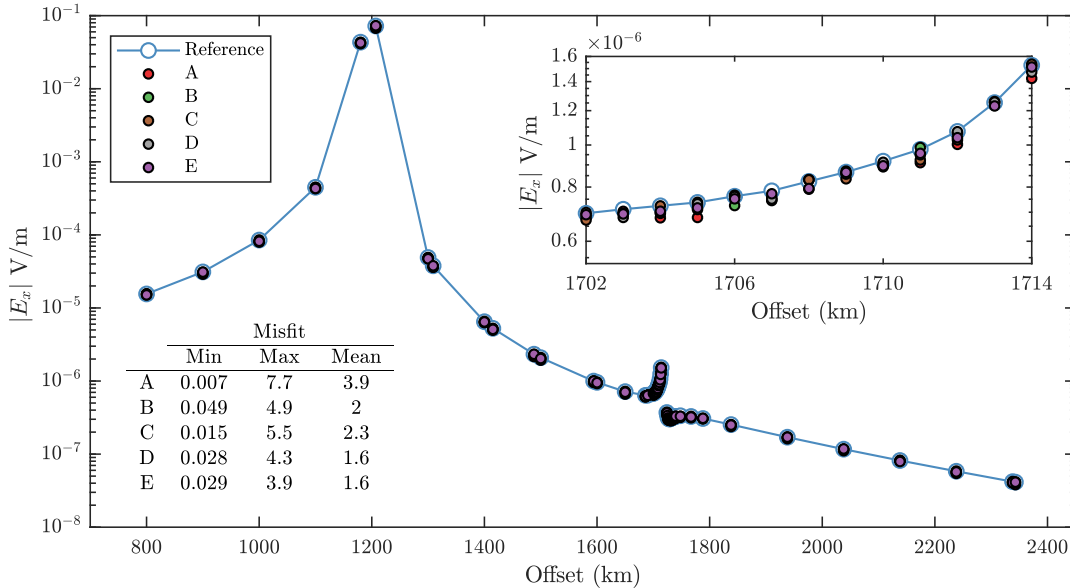 10^-1
10^-2
10^-3
10^-4
10^-5
10^-6
10^-7
10^-8
|E_x| V/m
Reference
A
B
C
D
E
Misfit
Min Max Mean
A 0.007 7.7 3.9
B 0.049 4.9 2
C 0.015 5.5 2.3
D 0.028 4.3 1.6
E 0.029 3.9 1.6
800 1000 1200 1400 1600 1800 2000 2200 2400
Offset (km)
×10^-6
1.6
1.4
1.2
1
0.8
0.6
|E_x| V/m
1702 1706 1710 1714
Offset (km)